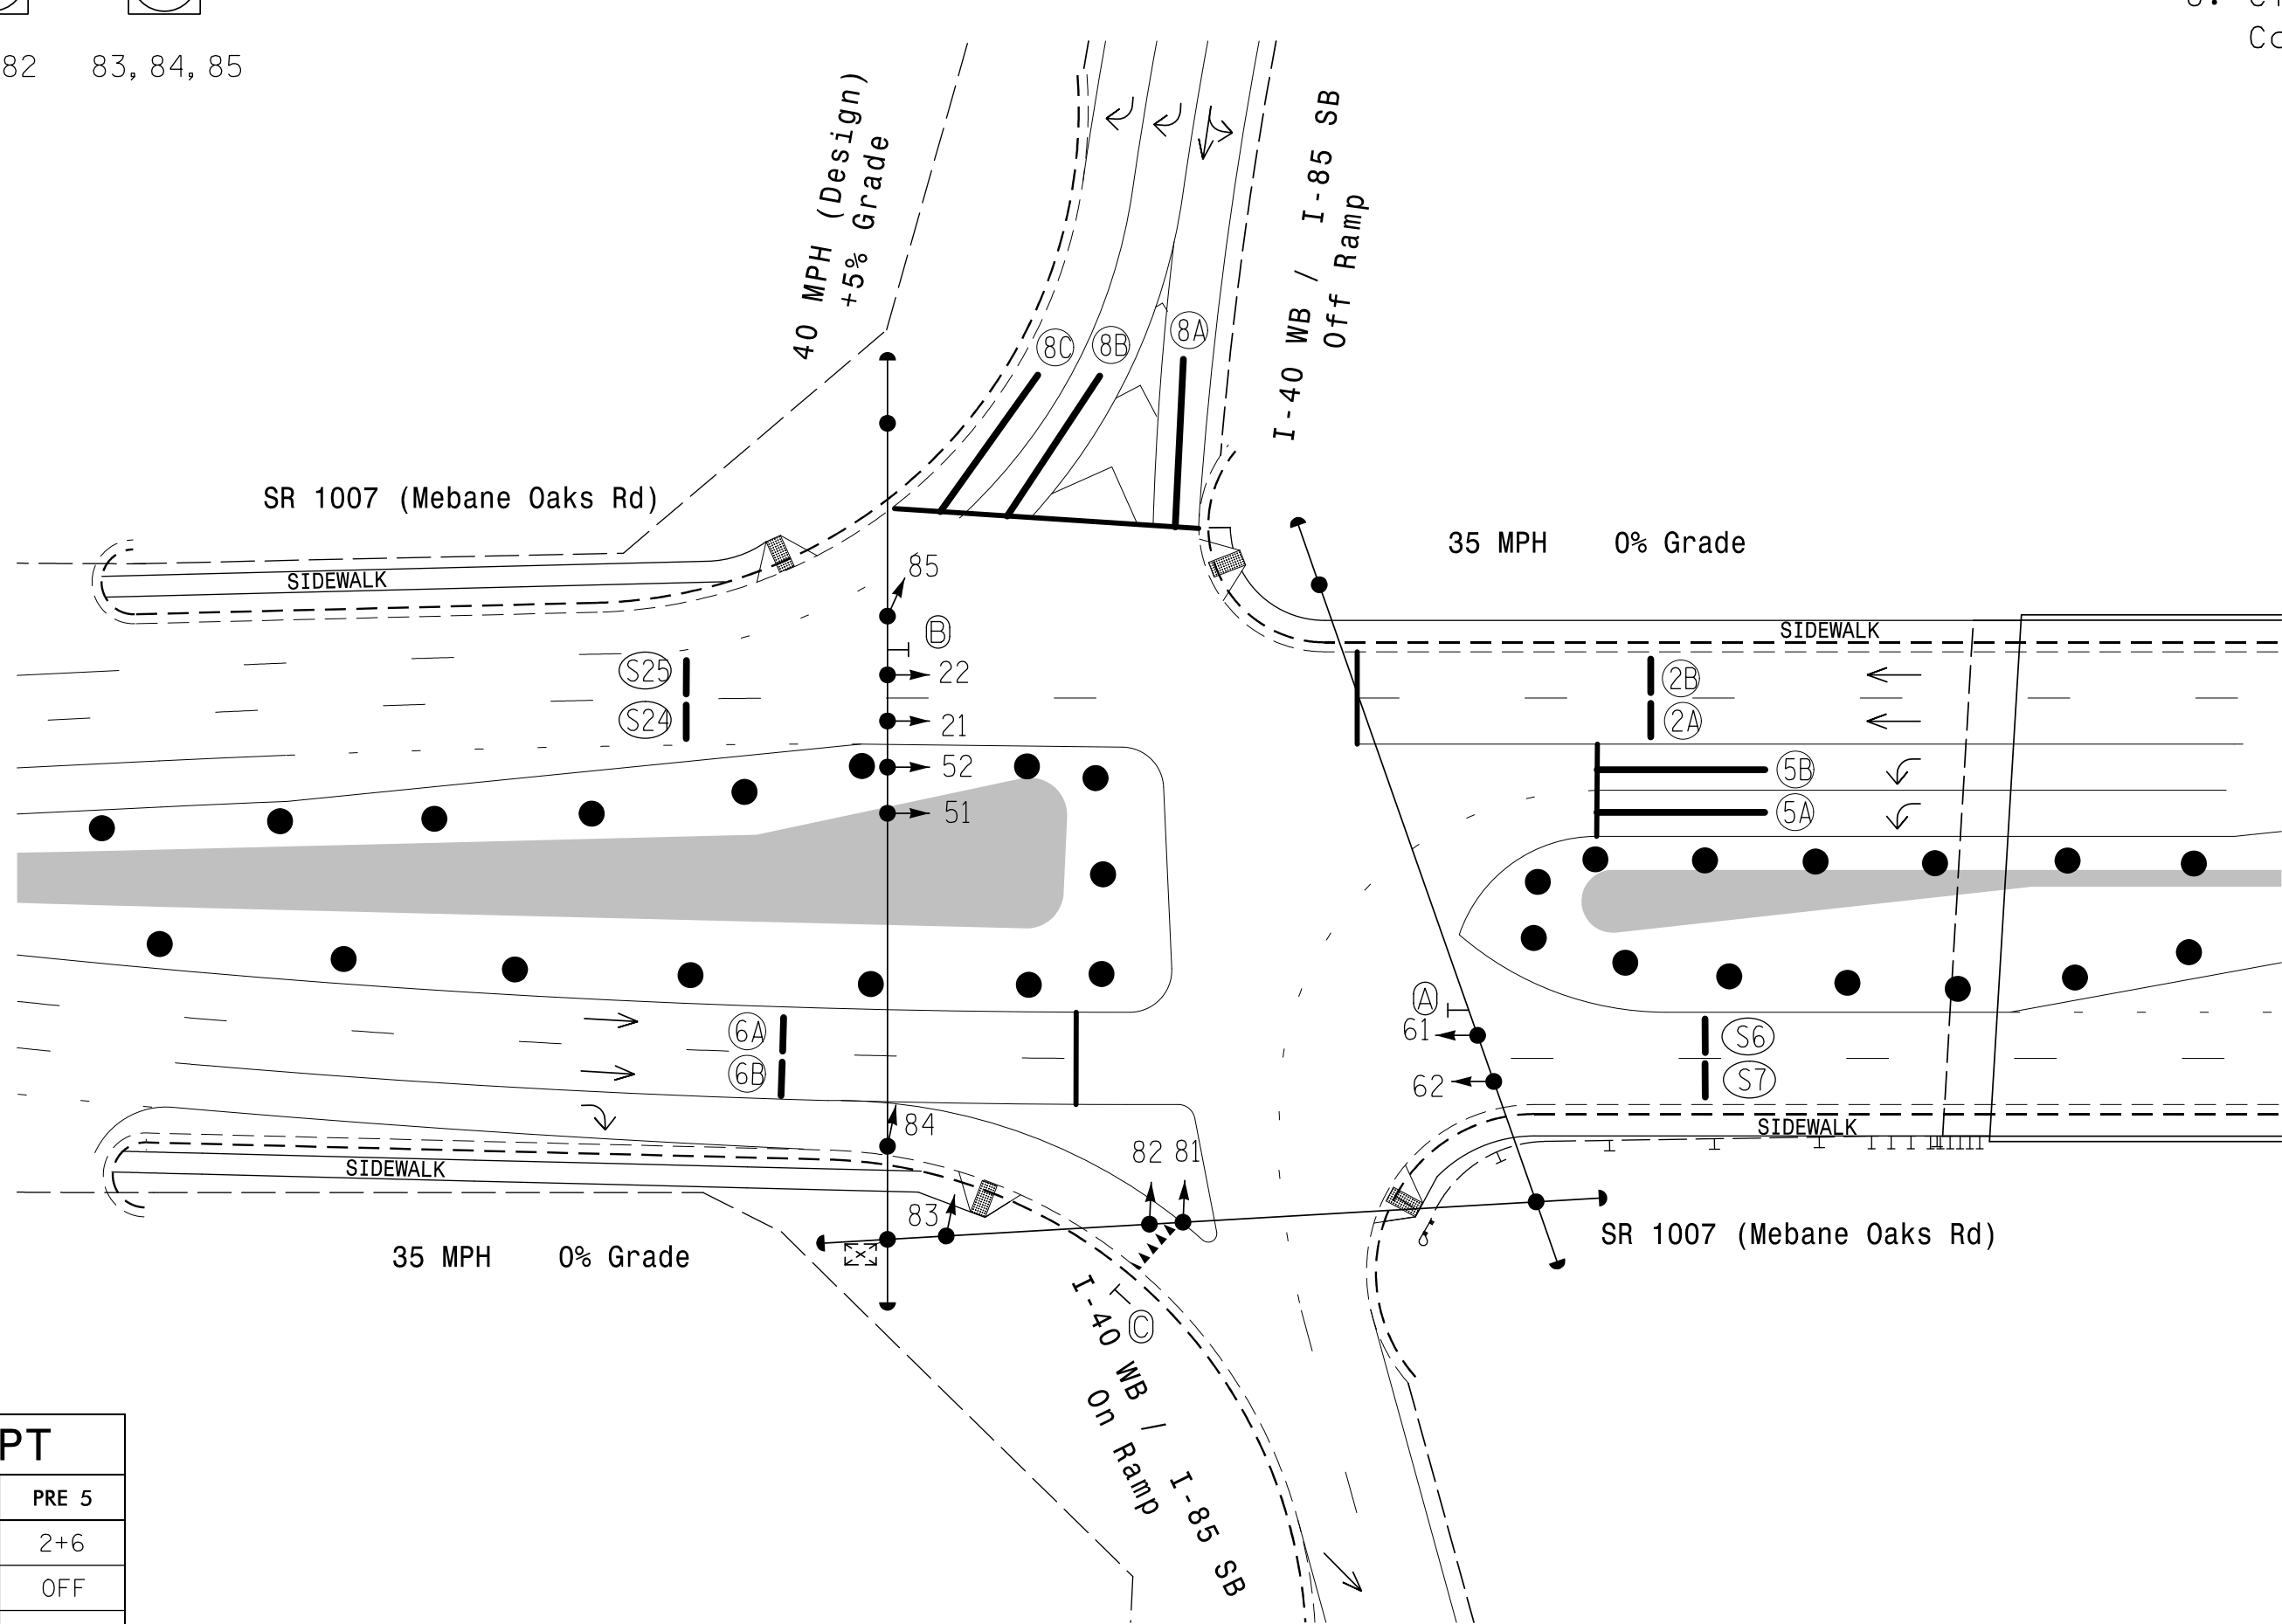 82 83,84,85
40 MPH (Design)
+5% Grade
I-40 WB / I-85 SB
Off Ramp
8C
8B
8A
SR 1007 (Mebane Oaks Rd)
35 MPH 0% Grade
SIDEWALK
85
B
SIDEWALK
S25
22
2B
S24
21
2A
52
5B
51
5A
A
6A
61
S6
6B
62
S7
84
SIDEWALK
82 81
SIDEWALK
83
SR 1007 (Mebane Oaks Rd)
35 MPH 0% Grade
C
I-40 WB / I-85 SB
On Ramp
PT
PRE 5
2+6
OFF